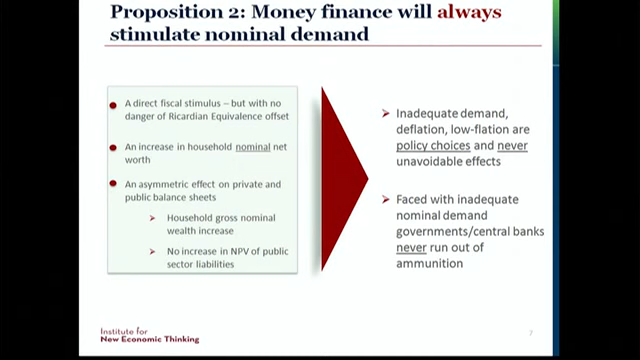 Proposition 2: Money finance will always
stimulate nominal demand
A direct fiscal stimulus – but with no
danger of Ricardian Equivalence offset
An increase in household nominal net
worth
An asymmetric effect on private and
public balance sheets
Household gross nominal
wealth increase
No increase in NPV of public
sector liabilities
Inadequate demand,
deflation, low-flation are
policy choices and never
unavoidable effects
Faced with inadequate
nominal demand
governments/central banks
never run out of
ammunition
Institute for
New Economic Thinking
7